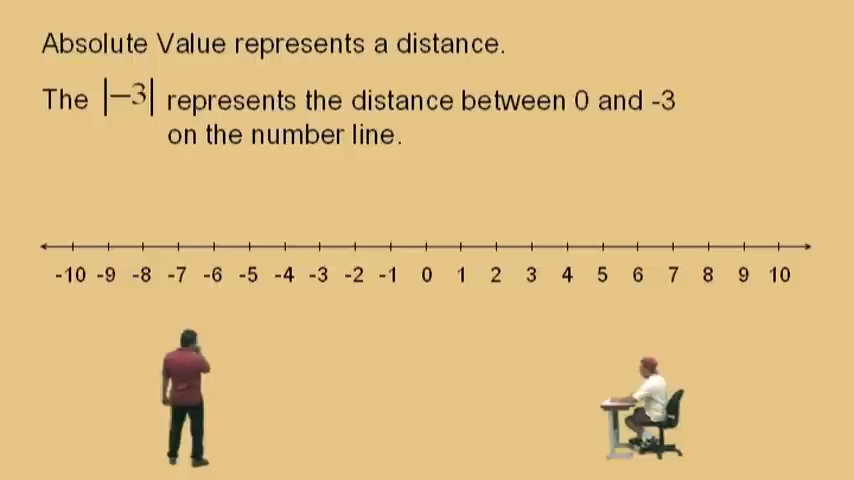 Absolute Value represents a distance.
The |−3| represents the distance between 0 and -3
on the number line.
-10 -9 -8 -7 -6 -5 -4 -3 -2 -1 0 1 2 3 4 5 6 7 8 9 10